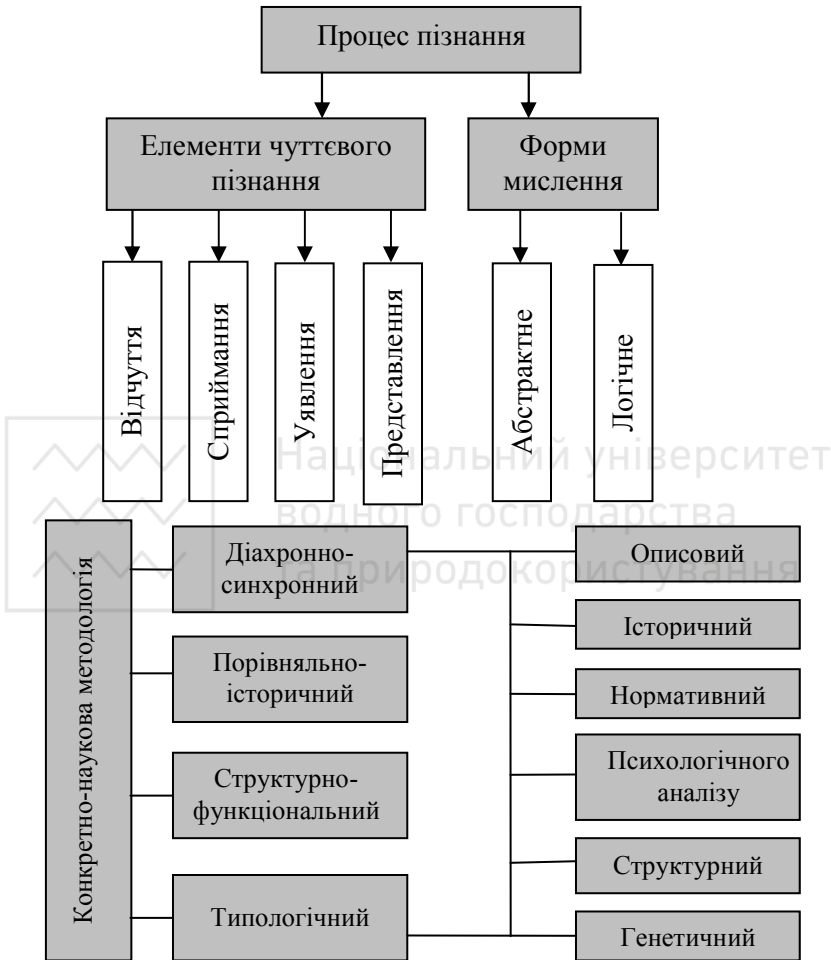 Процес пізнання
Елементи чуттєвого
пізнання
Форми
мислення
Відчуття
Сприймання
Уявлення
Представлення
Абстрактне
Логічне
Національний університет
водного господарства
та природокористування
Конкретно-наукова методологія
Діахронно-
синхронний
Порівняльно-
історичний
Структурно-
функціональний
Типологічний
Описовий
Історичний
Нормативний
Психологічного
аналізу
Структурний
Генетичний